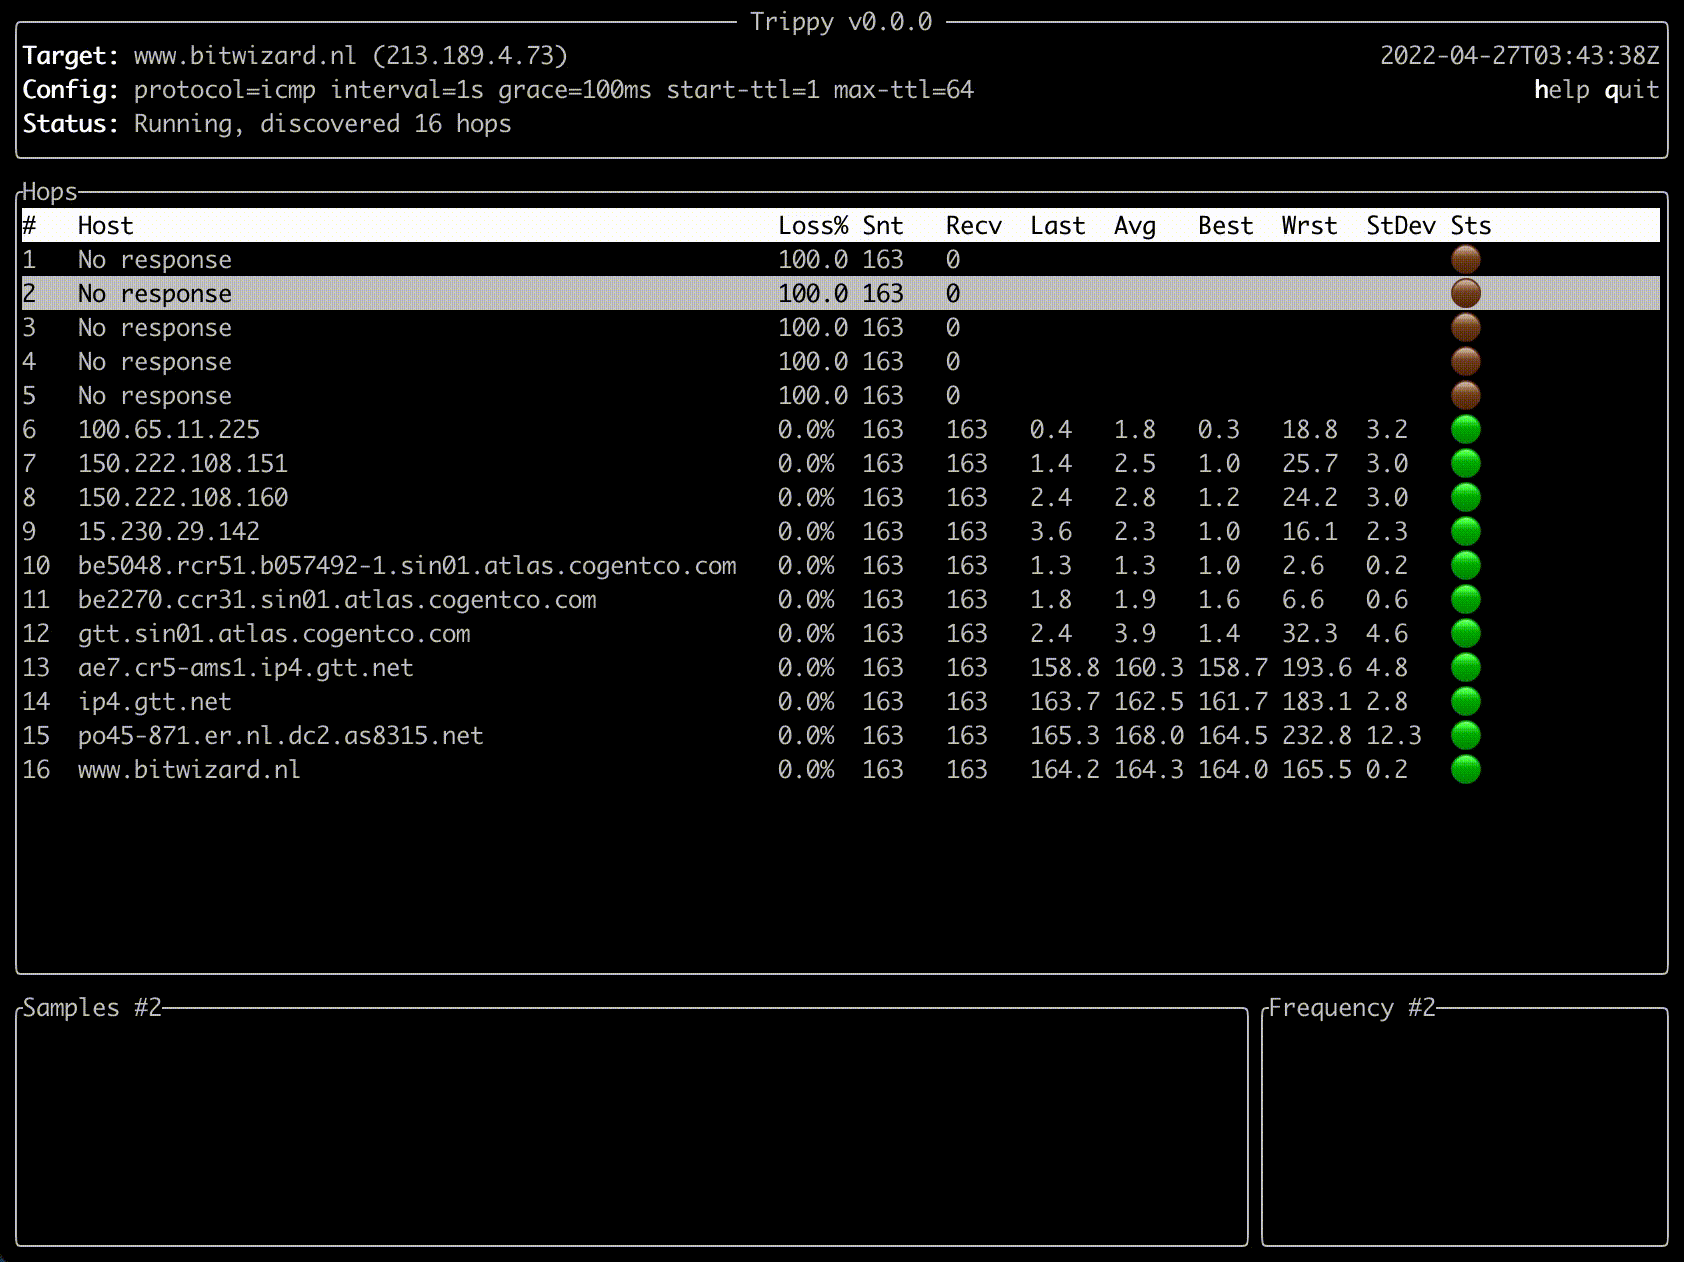 Trippy v0.0.0
Target: www.bitwizard.nl (213.189.4.73) 2022-04-27T03:43:38Z
Config: protocol=icmp interval=1s grace=100ms start-ttl=1 max-ttl=64 help quit
Status: Running, discovered 16 hops
Hops
# Host Loss% Snt Recv Last Avg Best Wrst StDev Sts
1 No response 100.0 163 0
2 No response 100.0 163 0
3 No response 100.0 163 0
4 No response 100.0 163 0
5 No response 100.0 163 0
6 100.65.11.225 0.0% 163 163 0.4 1.8 0.3 18.8 3.2
7 150.222.108.151 0.0% 163 163 1.4 2.5 1.0 25.7 3.0
8 150.222.108.160 0.0% 163 163 2.4 2.8 1.2 24.2 3.0
9 15.230.29.142 0.0% 163 163 3.6 2.3 1.0 16.1 2.3
10 be5048.rcr51.b057492-1.sin01.atlas.cogentco.com 0.0% 163 163 1.3 1.3 1.0 2.6 0.2
11 be2270.ccr31.sin01.atlas.cogentco.com 0.0% 163 163 1.8 1.9 1.6 6.6 0.6
12 gtt.sin01.atlas.cogentco.com 0.0% 163 163 2.4 3.9 1.4 32.3 4.6
13 ae7.cr5-ams1.ip4.gtt.net 0.0% 163 163 158.8 160.3 158.7 193.6 4.8
14 ip4.gtt.net 0.0% 163 163 163.7 162.5 161.7 183.1 2.8
15 po45-871.er.nl.dc2.as8315.net 0.0% 163 163 165.3 168.0 164.5 232.8 12.3
16 www.bitwizard.nl 0.0% 163 163 164.2 164.3 164.0 165.5 0.2
Samples #2 Frequency #2